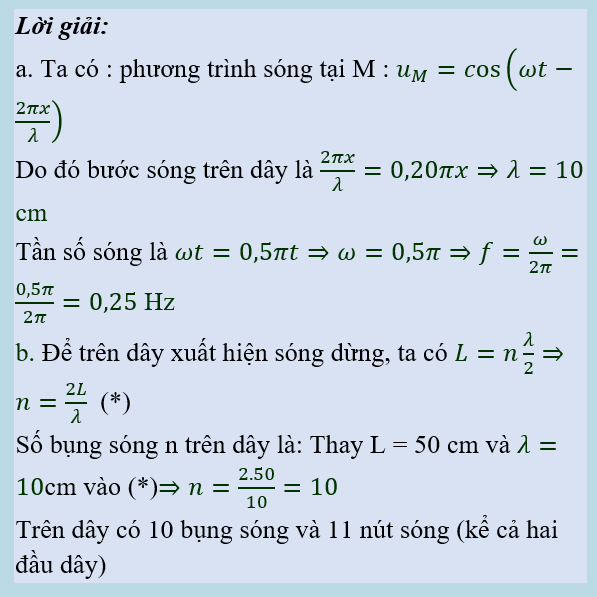 Lời giải:
a. Ta có : phương trình sóng tại M : $u_M = cos\left(\omega t -$
$\frac{2\pi x}{\lambda}\right)$
Do đó bước sóng trên dây là $\frac{2\pi x}{\lambda} = 0,20\pi x \Rightarrow \lambda = 10$
cm
Tần số sóng là $\omega t = 0,5\pi t \Rightarrow \omega = 0,5\pi \Rightarrow f = \frac{\omega}{2\pi} =$
$\frac{0,5\pi}{2\pi} = 0,25$ Hz
b. Để trên dây xuất hiện sóng dừng, ta có $L = n\frac{\lambda}{2} \Rightarrow$
$n = \frac{2L}{\lambda}$ (*)
Số bụng sóng n trên dây là: Thay L = 50 cm và $\lambda =$
$10$cm vào (*)$\Rightarrow n = \frac{2.50}{10} = 10$
Trên dây có 10 bụng sóng và 11 nút sóng (kể cả hai
đầu dây)